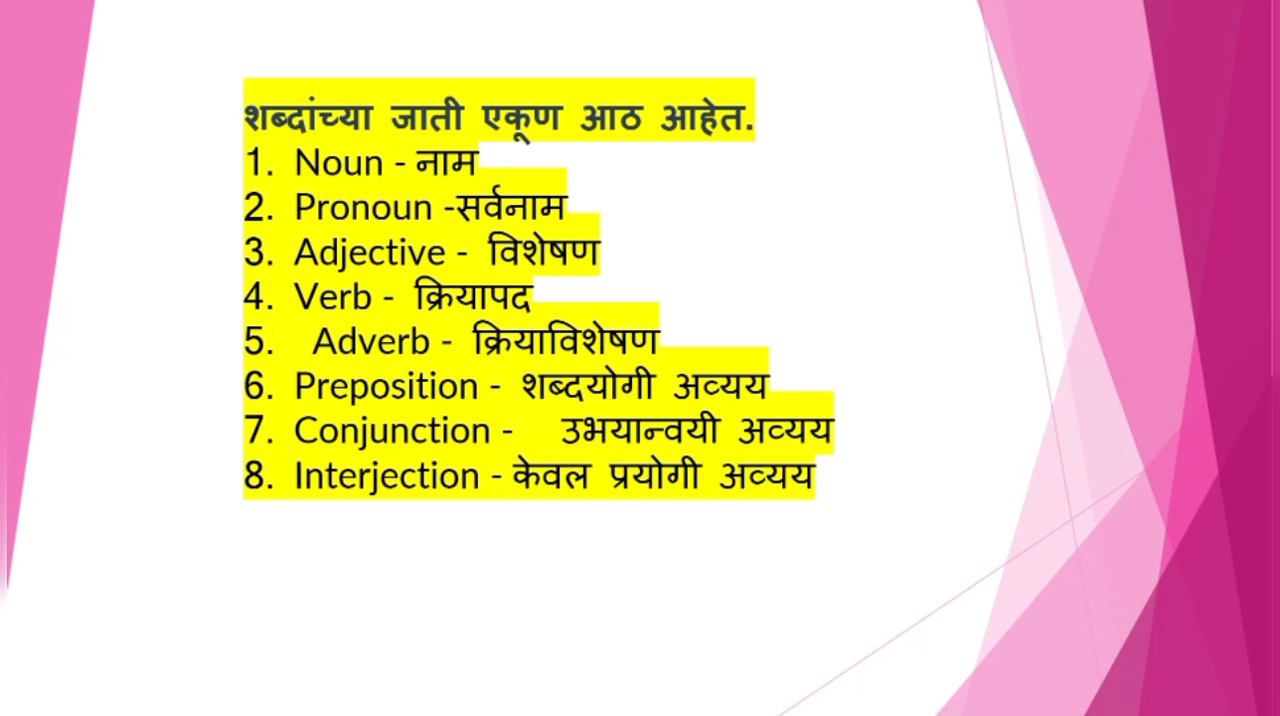 शब्दांच्या जाती एकूण आठ आहेत.
1. Noun - नाम
2. Pronoun -सर्वनाम
3. Adjective - विशेषण
4. Verb - क्रियापद
5. Adverb - क्रियाविशेषण
6. Preposition - शब्दयोगी अव्यय
7. Conjunction - उभयान्वयी अव्यय
8. Interjection - केवल प्रयोगी अव्यय